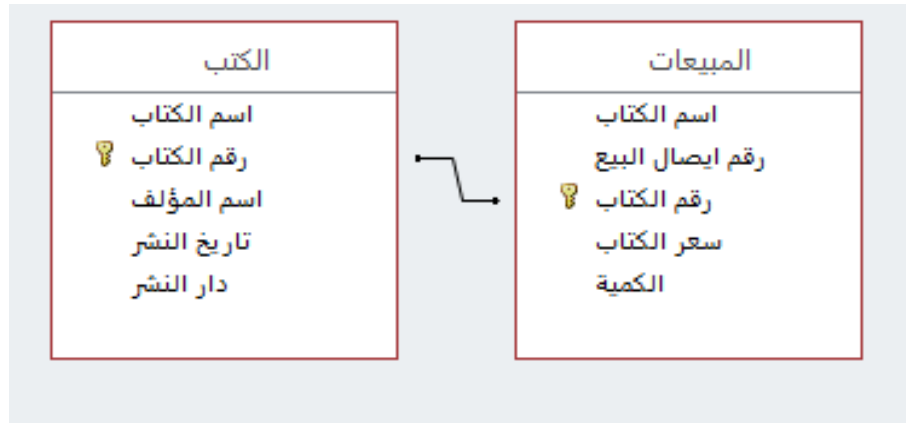 المبيعات
اسم الكتاب
رقم ايصال البيع
رقم الكتاب
سعر الكتاب
الكمية
الكتب
اسم الكتاب
رقم الكتاب
اسم المؤلف
تاريخ النشر
دار النشر